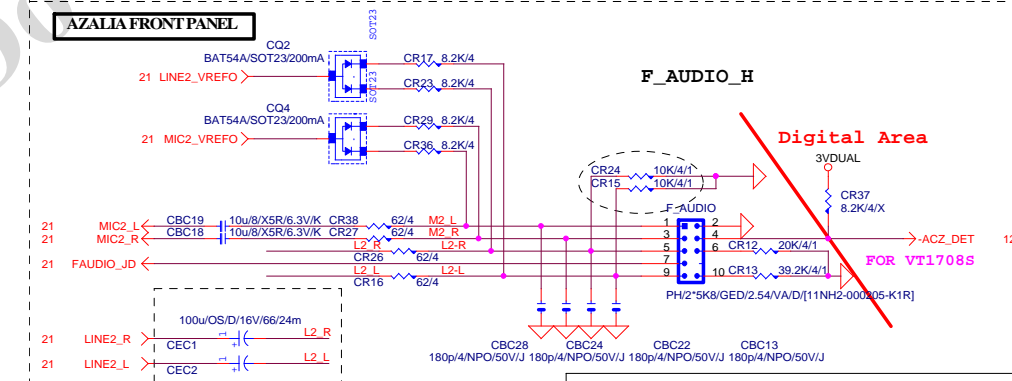 AZALIA FRONT PANEL
SOT23
CQ2
BAT54A/SOT23/200mA
CR17 8.2K/4
21 LINE2_VREFO
SOT23
CR23 8.2K/4
F_AUDIO_H
CQ4
BAT54A/SOT23/200mA
CR29 8.2K/4
21 MIC2_VREFO
CR36 8.2K/4
Digital Area
3VDUAL
CR24 10K/4/1
CR15 10K/4/1
CR37
8.2K/4/X
F_AUDIO
21 MIC2_L CBC19 10u/8/X5R/6.3V/K CR38 62/4 M2_L 1 2
21 MIC2_R CBC18 10u/8/X5R/6.3V/K CR27 62/4 M2_R 3 4 -ACZ_DET 12
L2_R L2-R 5 6 CR12 20K/4/1
CR26 62/4
FOR VT1708S
21 FAUDIO_JD 7
L2_L L2-L 9 10 CR13 39.2K/4/1
CR16 62/4
PH/2*5K8/GED/2.54/VA/D/[11NH2-000205-K1R]
100u/OS/D/16V/66/24m
21 LINE2_R 1 + L2_R
CEC1
CBC28 CBC24 CBC22 CBC13
180p/4/NPO/50V/J 180p/4/NPO/50V/J 180p/4/NPO/50V/J 180p/4/NPO/50V/J
21 LINE2_L 1 + L2_L
CEC2